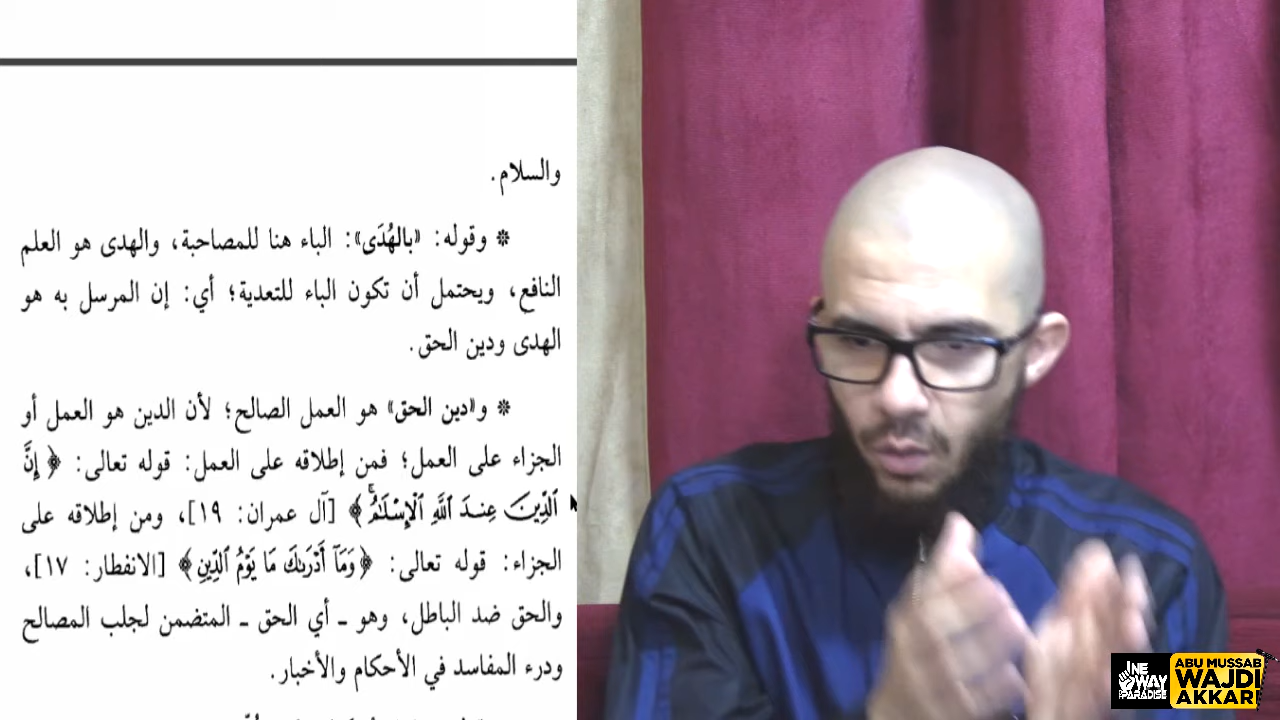 والسلام.
* وقوله: «بالهُدَى»: الباء هنا للمصاحبة، والهدى هو العلم
النافع، ويحتمل أن تكون الباء للتعدية؛ أي: إن المرسل به هو
الهدى ودين الحق.
* و«دين الحق» هو العمل الصالح؛ لأن الدين هو العمل أو
الجزاء على العمل؛ فمن إطلاقه على العمل: قوله تعالى: ﴿إِنَّ
ٱلدِّينَ عِندَ ٱللَّهِ ٱلْإِسْلَٰمُ ۗ﴾ [آل عمران: ١٩]، ومن إطلاقه على
الجزاء: قوله تعالى: ﴿وَمَآ أَدْرَىٰكَ مَا يَوْمُ ٱلدِّينِ﴾ [الانفطار: ١٧]،
والحق ضد الباطل، وهو ـ أي الحق ـ المتضمن لجلب المصالح
ودرء المفاسد في الأحكام والأخبار.
ONE
WAY
TO PARADISE
ABU MUSSAB
WAJDI
AKKARI